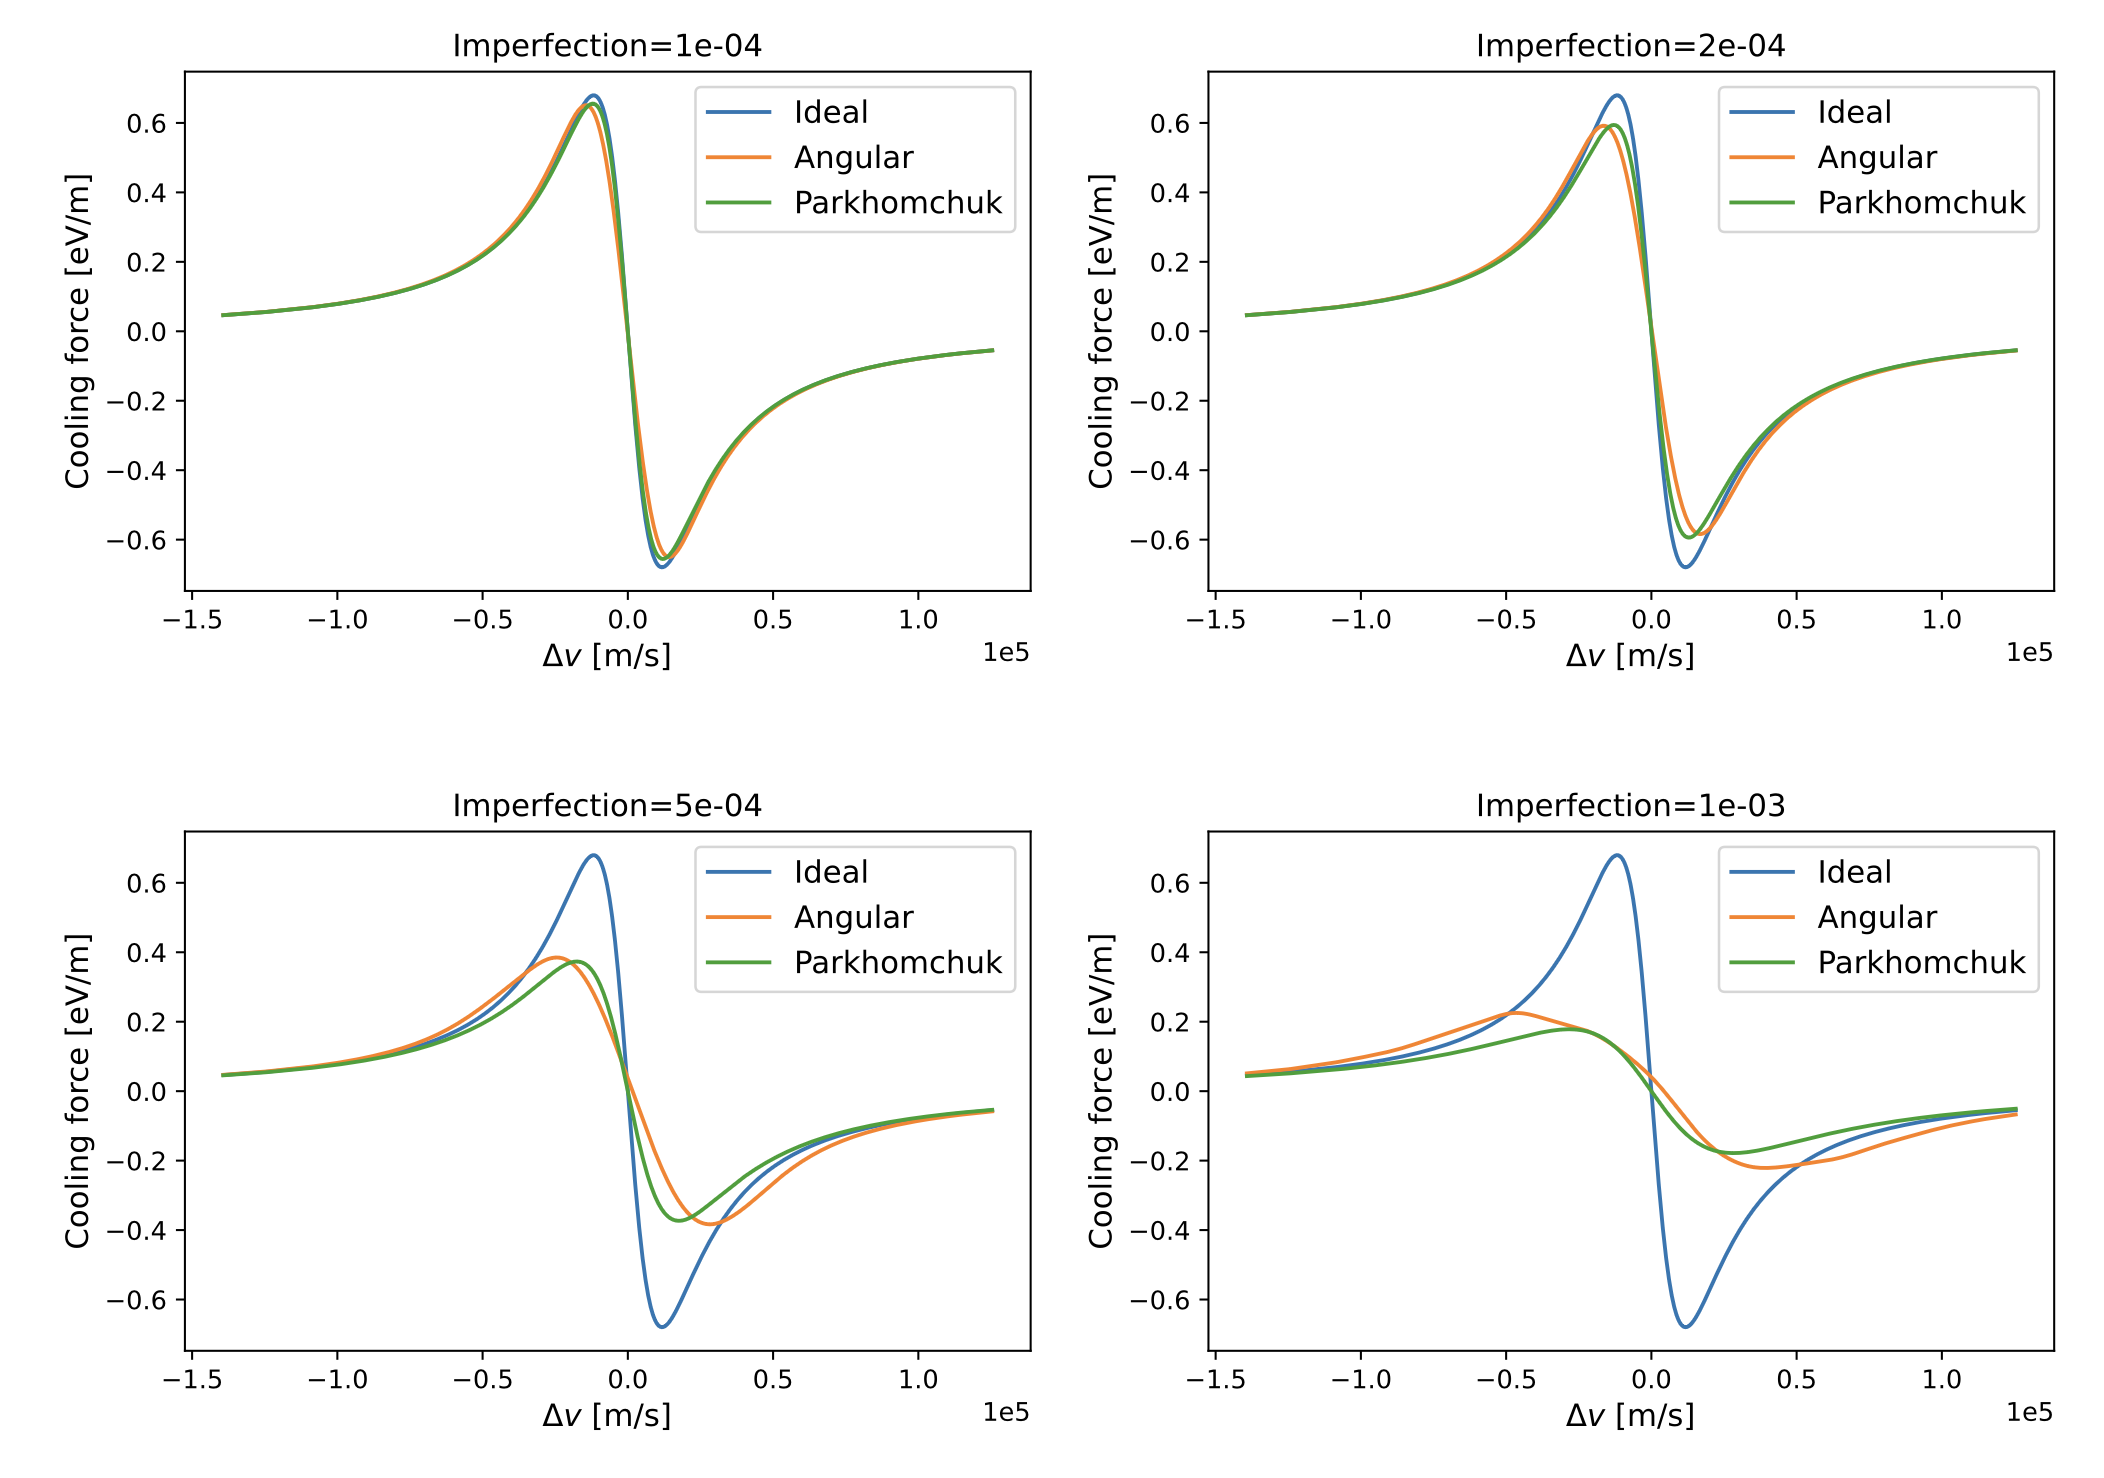 Imperfection=1e-04
Cooling force [eV/m]
0.6
0.4
0.2
0.0
−0.2
−0.4
−0.6
Ideal
Angular
Parkhomchuk
−1.5 −1.0 −0.5 0.0 0.5 1.0
Δv [m/s]
1e5
Imperfection=2e-04
Cooling force [eV/m]
0.6
0.4
0.2
0.0
−0.2
−0.4
−0.6
Ideal
Angular
Parkhomchuk
−1.5 −1.0 −0.5 0.0 0.5 1.0
Δv [m/s]
1e5
Imperfection=5e-04
Cooling force [eV/m]
0.6
0.4
0.2
0.0
−0.2
−0.4
−0.6
Ideal
Angular
Parkhomchuk
−1.5 −1.0 −0.5 0.0 0.5 1.0
Δv [m/s]
1e5
Imperfection=1e-03
Cooling force [eV/m]
0.6
0.4
0.2
0.0
−0.2
−0.4
−0.6
Ideal
Angular
Parkhomchuk
−1.5 −1.0 −0.5 0.0 0.5 1.0
Δv [m/s]
1e5